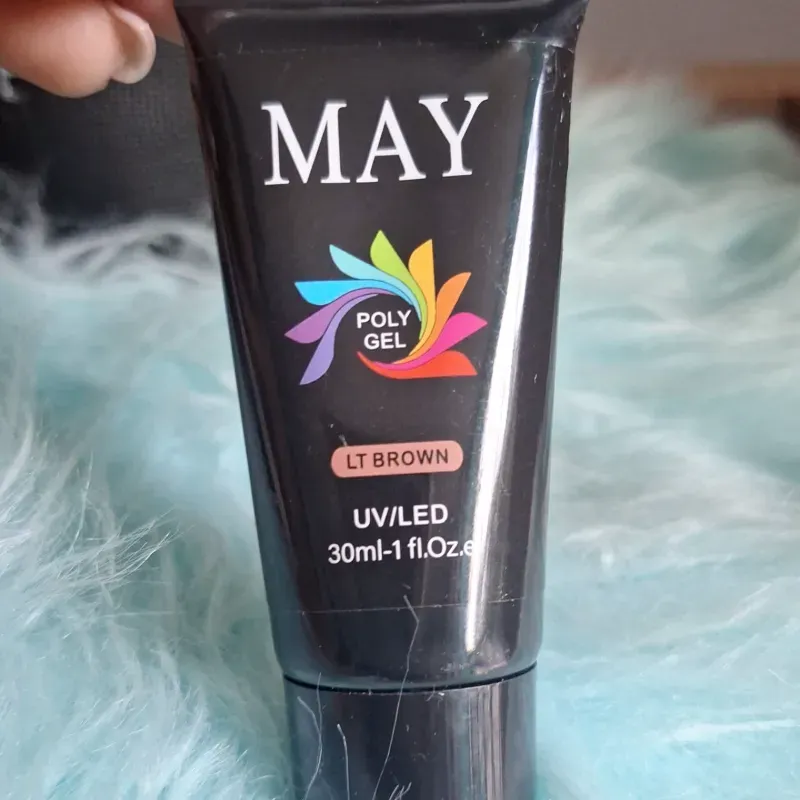 MAY
POLY
GEL
LT BROWN
UV/LED
30ml-1 fl.Oz.e